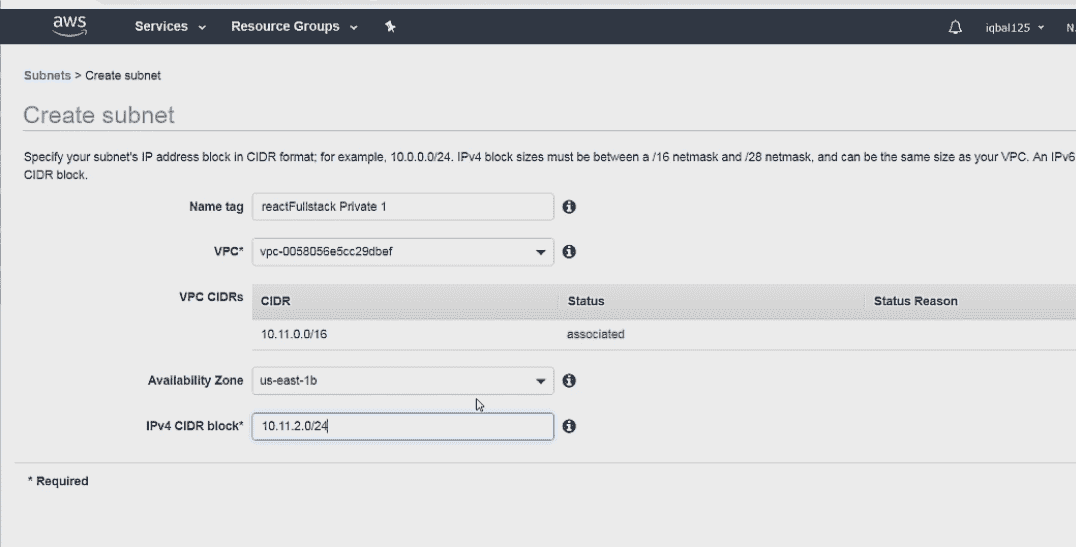 aws Services Resource Groups iqbal125 N.
Subnets > Create subnet
Create subnet
Specify your subnet's IP address block in CIDR format; for example, 10.0.0.0/24. IPv4 block sizes must be between a /16 netmask and /28 netmask, and can be the same size as your VPC. An IPv6
CIDR block.
Name tag reactFullstack Private 1
VPC* vpc-0058056e5cc29dbef
VPC CIDRs CIDR Status Status Reason
10.11.0.0/16 associated
Availability Zone us-east-1b
IPv4 CIDR block* 10.11.2.0/24
* Required